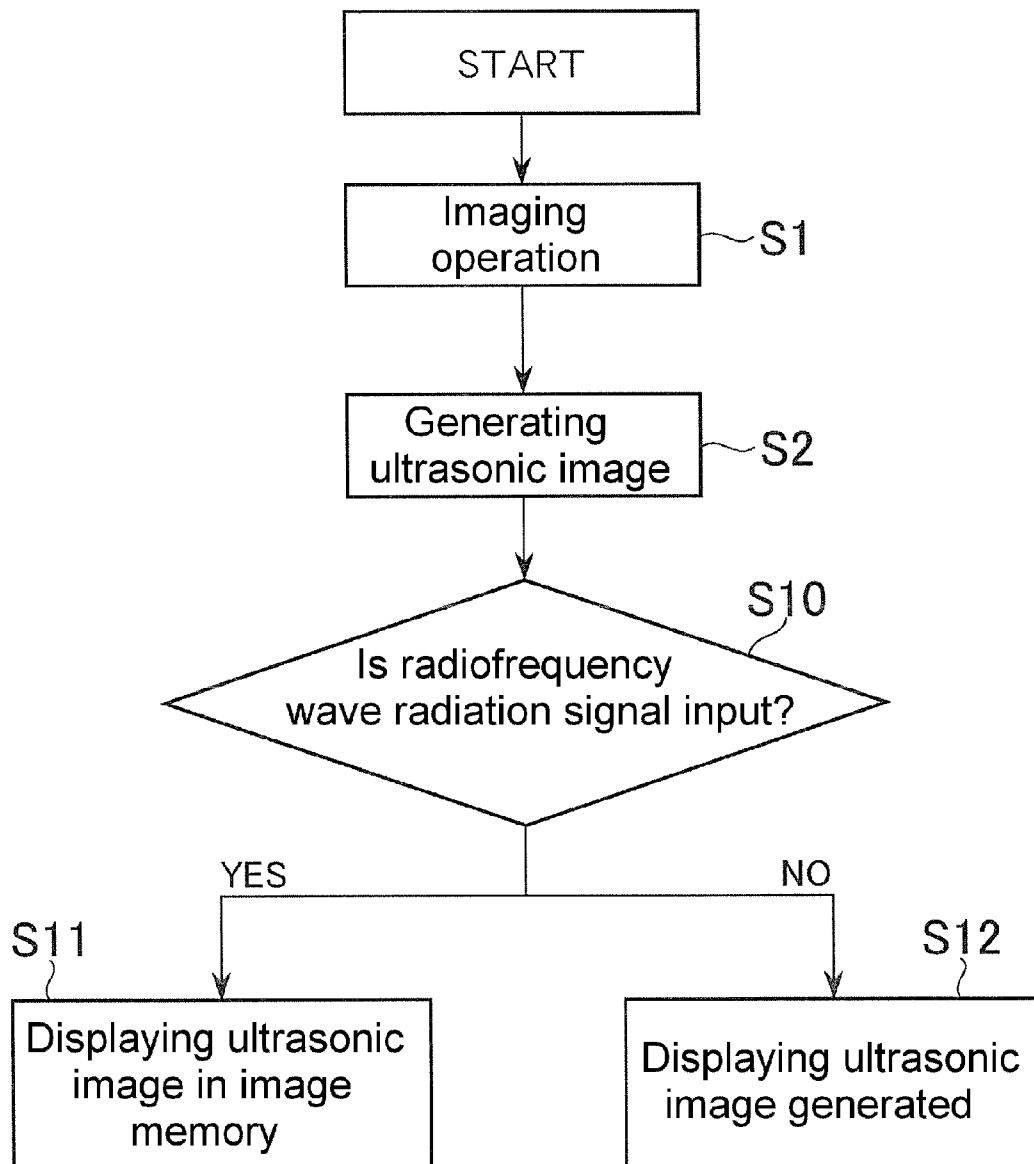 START
Imaging
operation
S1
Generating
ultrasonic image
S2
S10
Is radiofrequency
wave radiation signal input?
YES
NO
S11
S12
Displaying ultrasonic
image in image
memory
Displaying ultrasonic
image generated